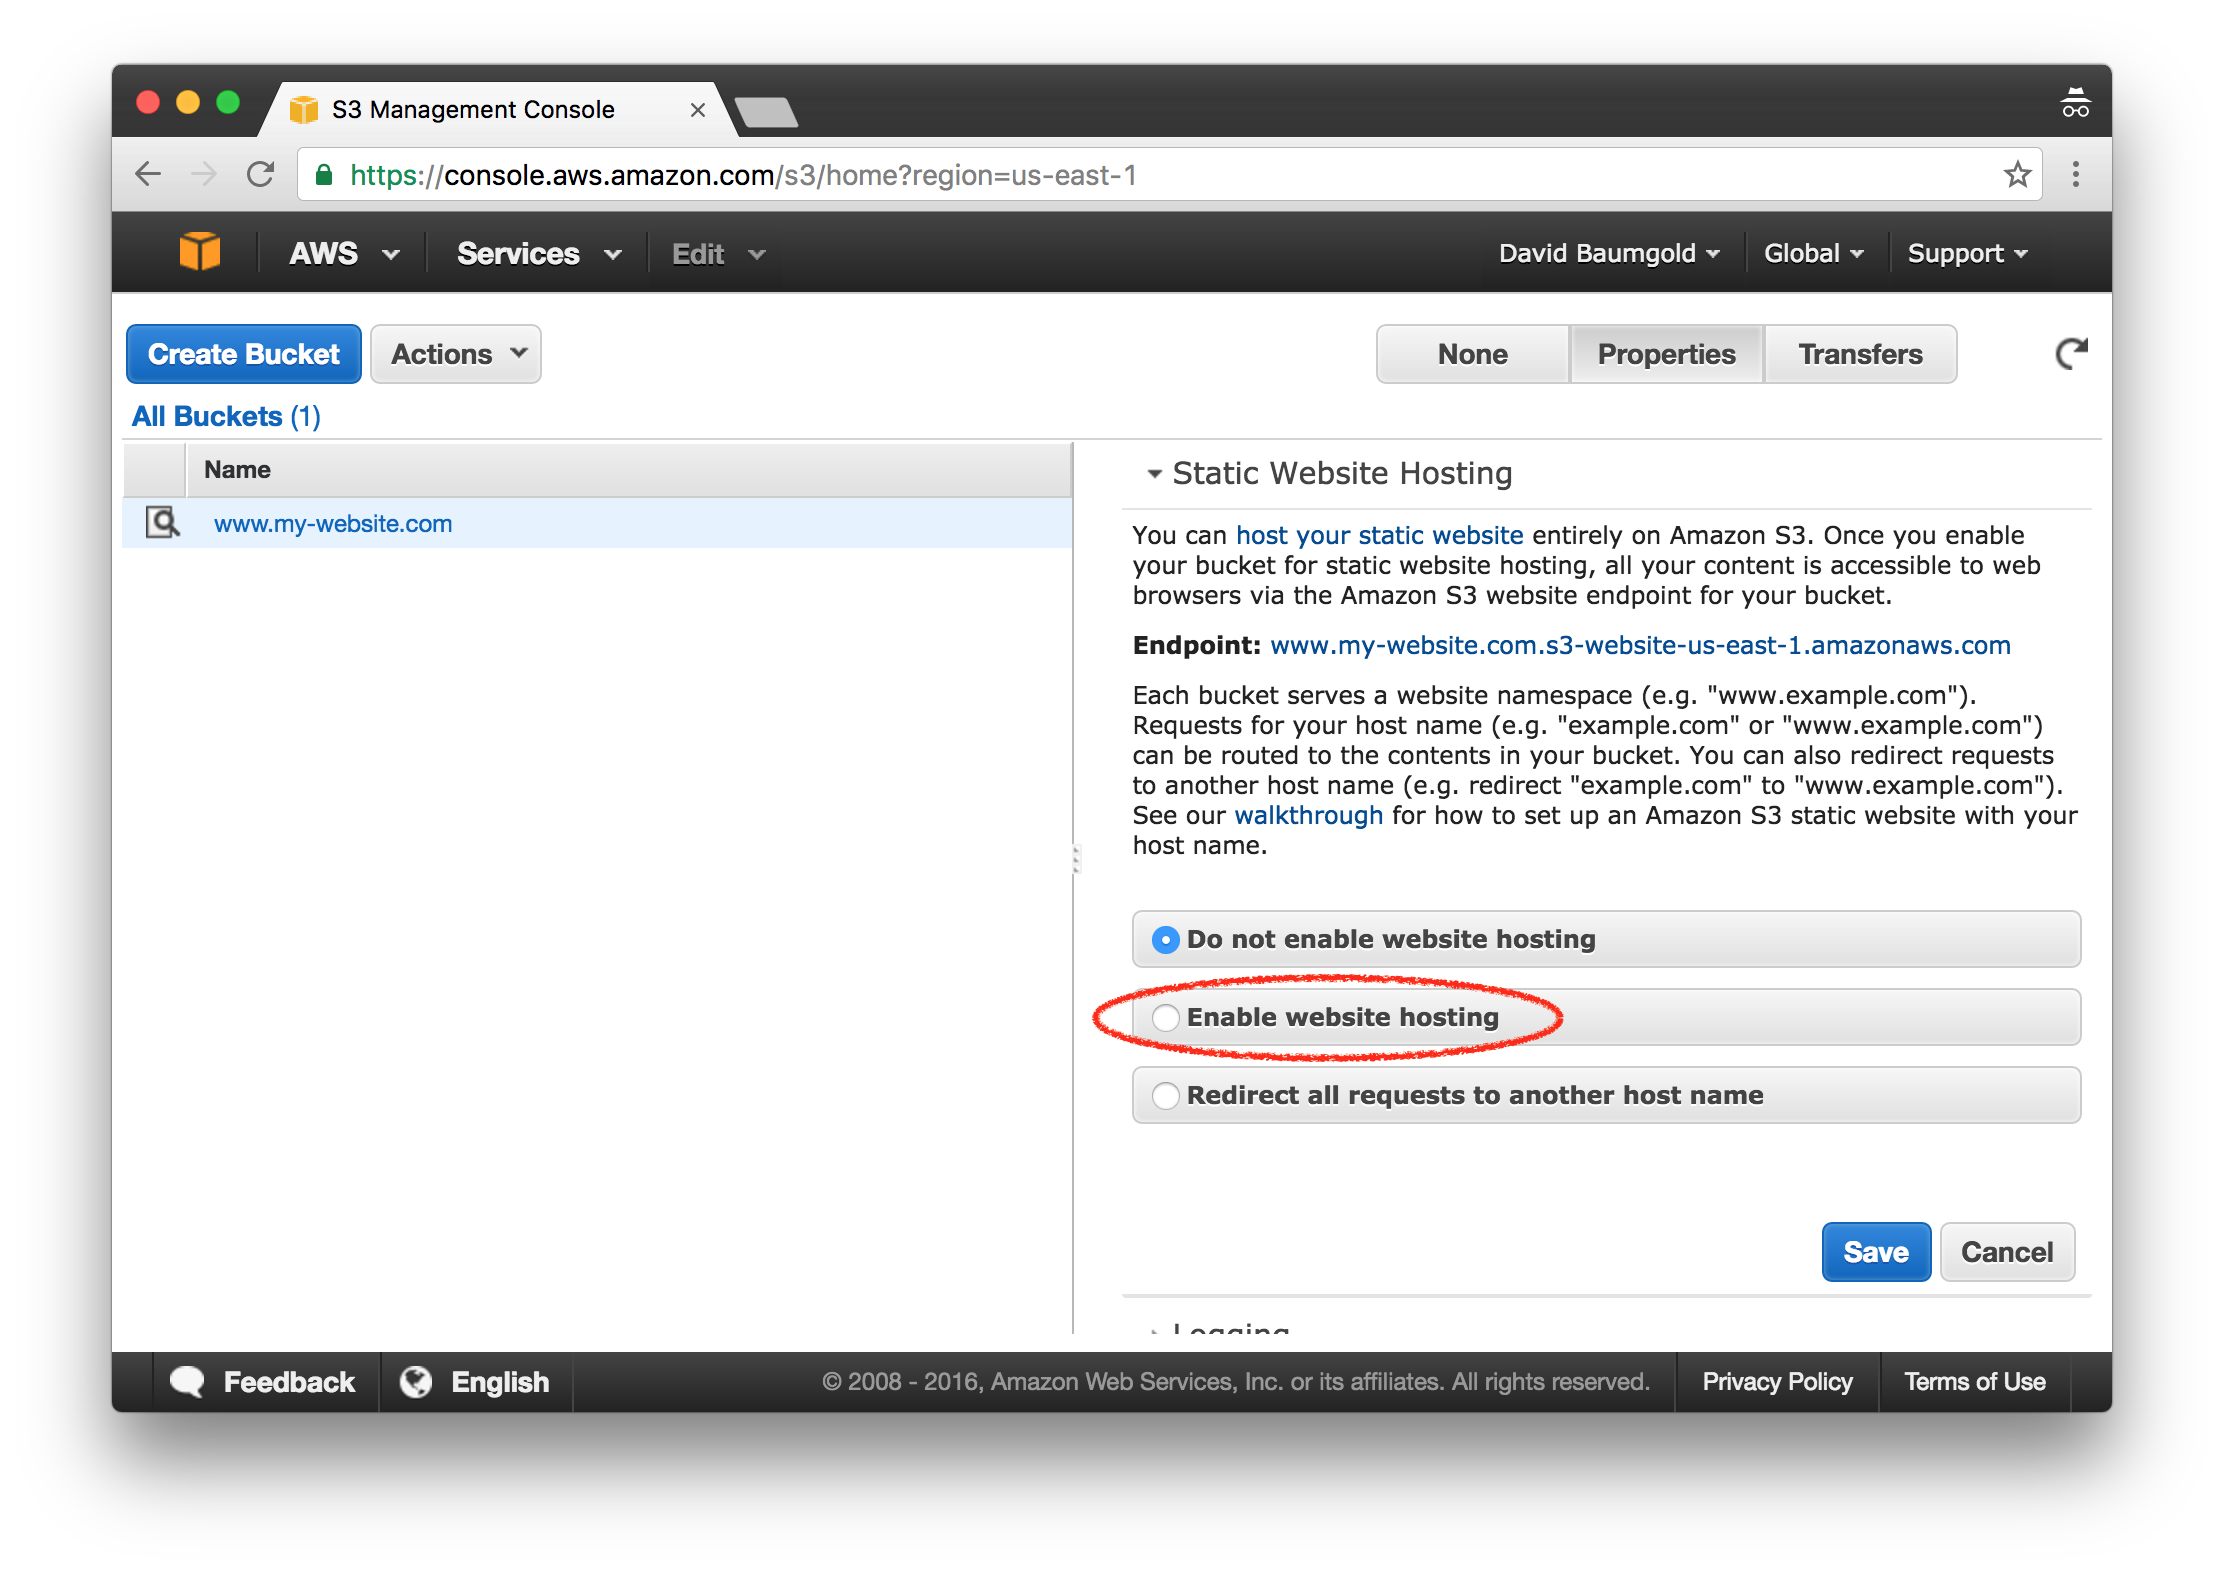 S3 Management Console
https://console.aws.amazon.com/s3/home?region=us-east-1
AWS Services Edit David Baumgold Global Support
Create Bucket Actions None Properties Transfers
All Buckets (1)
Name
www.my-website.com
Static Website Hosting
You can host your static website entirely on Amazon S3. Once you enable
your bucket for static website hosting, all your content is accessible to web
browsers via the Amazon S3 website endpoint for your bucket.
Endpoint: www.my-website.com.s3-website-us-east-1.amazonaws.com
Each bucket serves a website namespace (e.g. "www.example.com").
Requests for your host name (e.g. "example.com" or "www.example.com")
can be routed to the contents in your bucket. You can also redirect requests
to another host name (e.g. redirect "example.com" to "www.example.com").
See our walkthrough for how to set up an Amazon S3 static website with your
host name.
Do not enable website hosting
Enable website hosting
Redirect all requests to another host name
Save Cancel
Logging
Feedback English © 2008 - 2016, Amazon Web Services, Inc. or its affiliates. All rights reserved. Privacy Policy Terms of Use